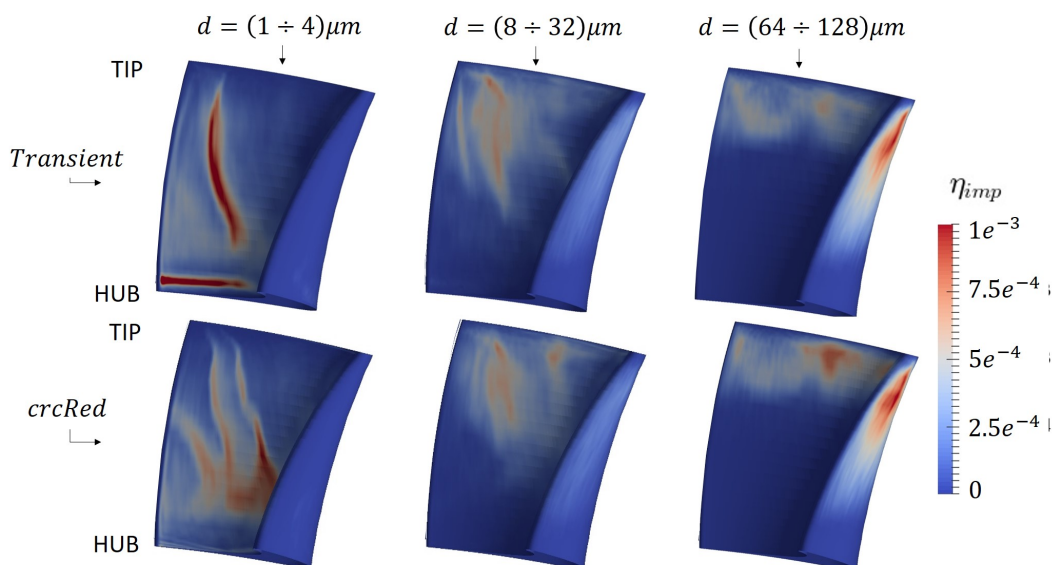 d = (1 ÷ 4)μm
d = (8 ÷ 32)μm
d = (64 ÷ 128)μm
TIP
Transient
HUB
TIP
crcRed
HUB
η_imp
1e⁻³
7.5e⁻⁴
5e⁻⁴
2.5e⁻⁴
0